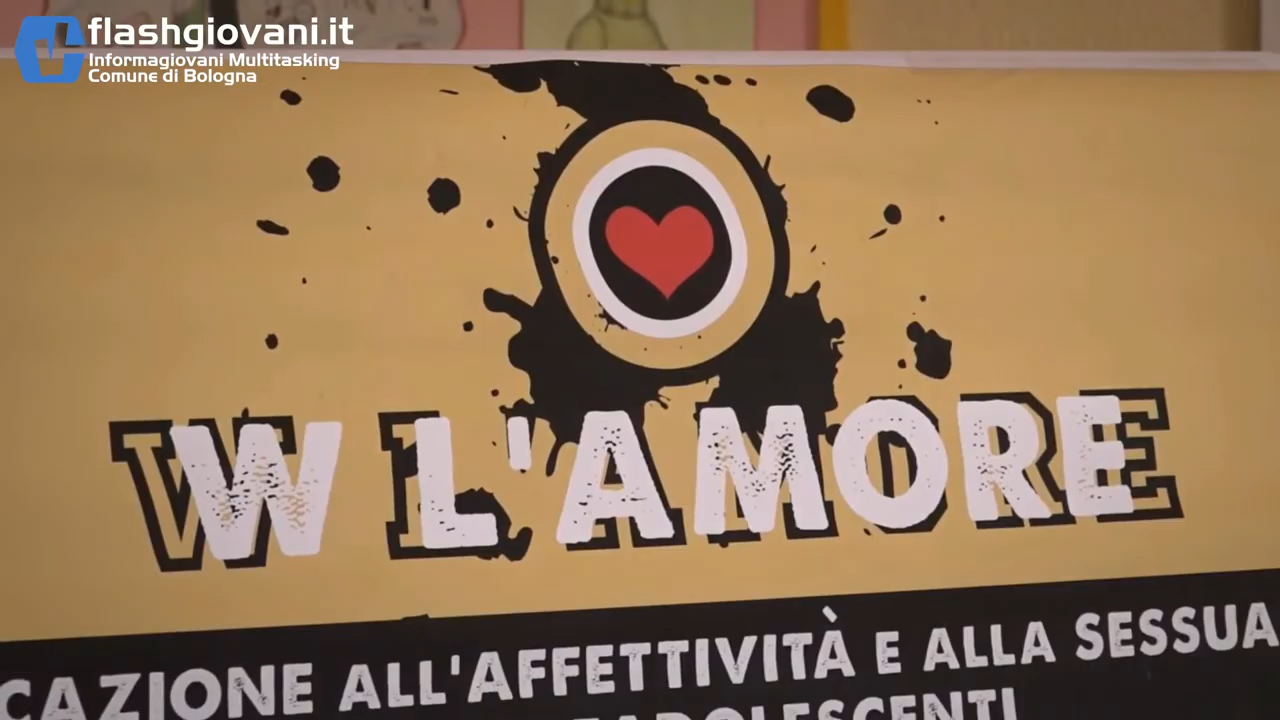 flashgiovani.it
Informagiovani Multitasking
Comune di Bologna
W L'AMORE
CAZIONE ALL'AFFETTIVITÀ E ALLA SESSUA